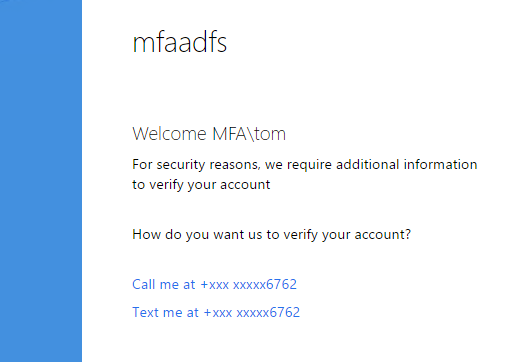 mfaadfs
Welcome MFA\tom
For security reasons, we require additional information
to verify your account
How do you want us to verify your account?
Call me at +xxx xxxxx6762
Text me at +xxx xxxxx6762